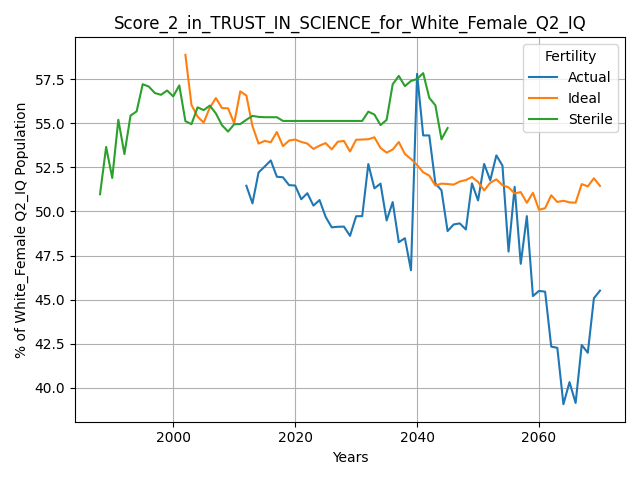 Score_2_in_TRUST_IN_SCIENCE_for_White_Female_Q2_IQ
Fertility
Actual
Ideal
Sterile
% of White_Female Q2_IQ Population
57.5
55.0
52.5
50.0
47.5
45.0
42.5
40.0
2000
2020
2040
2060
Years